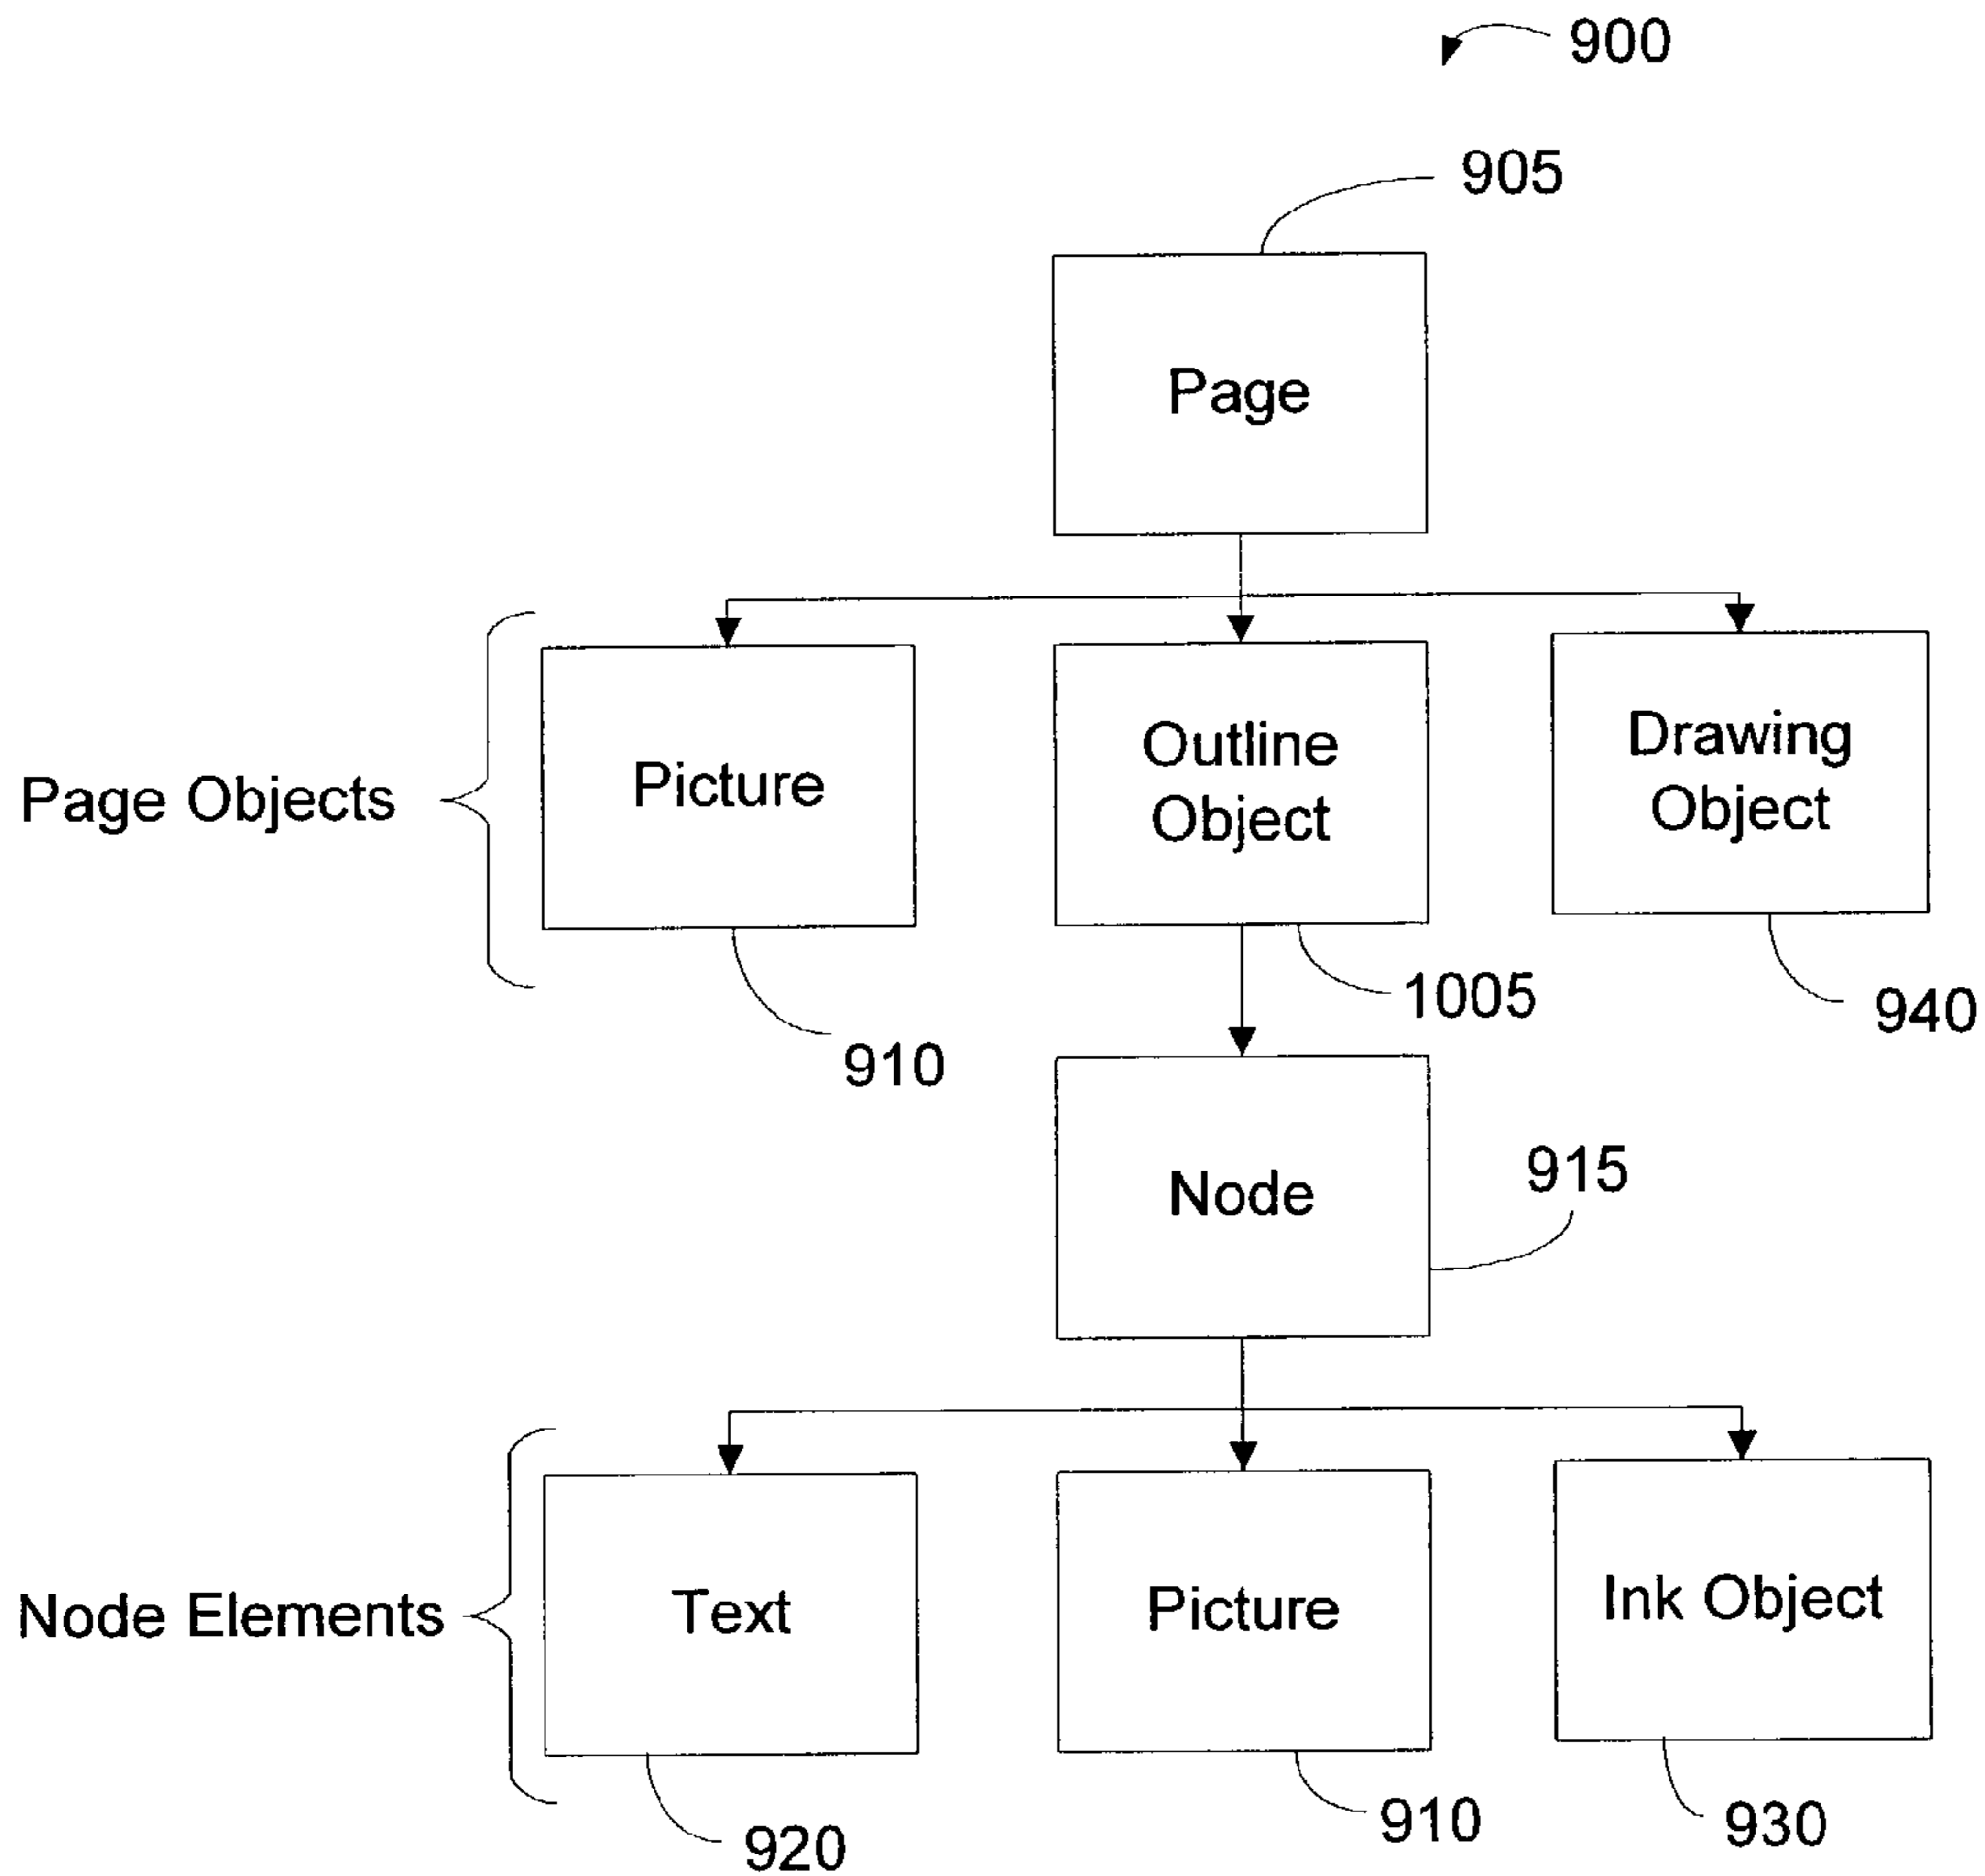 900
905
Page
Page Objects
Picture
Outline
Object
Drawing
Object
910
1005
940
Node
915
Node Elements
Text
Picture
Ink Object
920
910
930